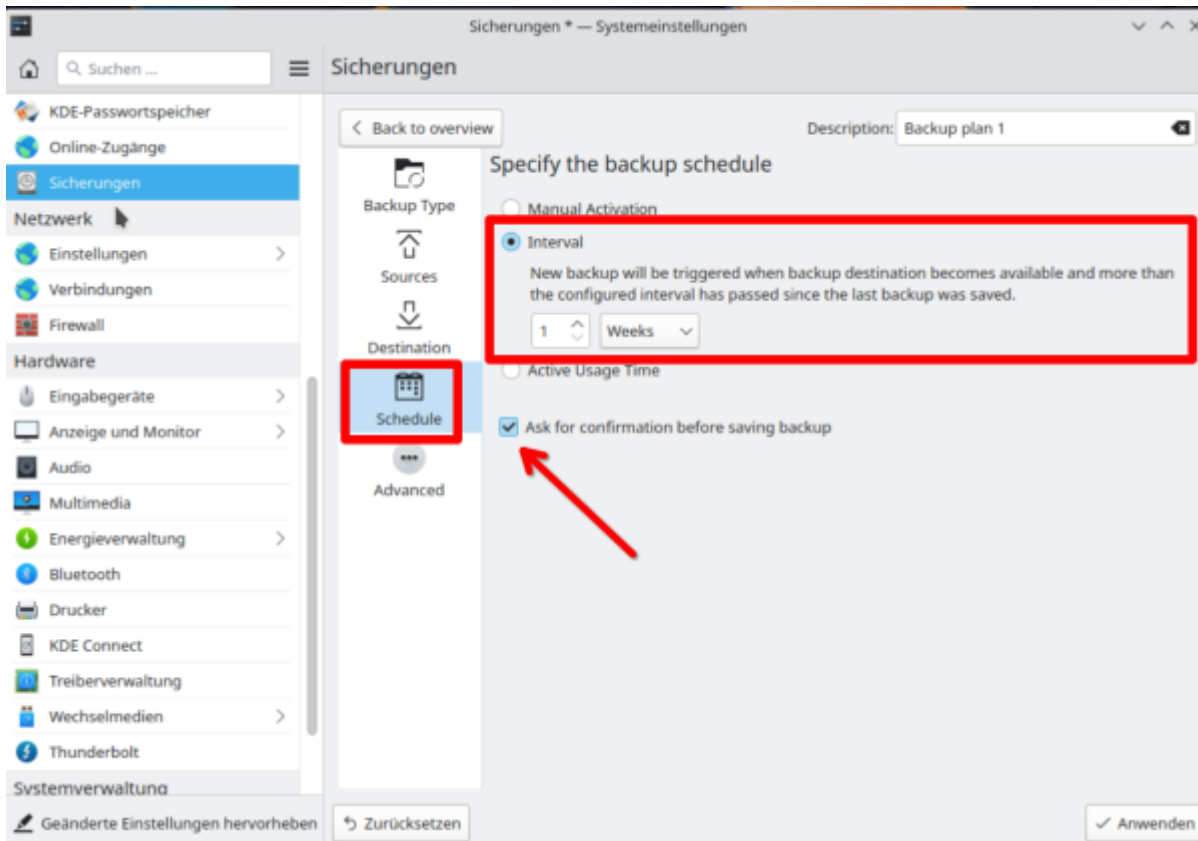 Sicherungen * — Systemeinstellungen
Suchen ...
Sicherungen
KDE-Passwortspeicher
Online-Zugänge
Sicherungen
Netzwerk
Einstellungen
Verbindungen
Firewall
Hardware
Eingabegeräte
Anzeige und Monitor
Audio
Multimedia
Energieverwaltung
Bluetooth
Drucker
KDE Connect
Treiberverwaltung
Wechselmedien
Thunderbolt
Systemverwaltung
Geänderte Einstellungen hervorheben
Back to overview
Description: Backup plan 1
Backup Type
Sources
Destination
Schedule
Advanced
Specify the backup schedule
Manual Activation
Interval
New backup will be triggered when backup destination becomes available and more than
the configured interval has passed since the last backup was saved.
1 Weeks
Active Usage Time
Ask for confirmation before saving backup
Zurücksetzen
Anwenden